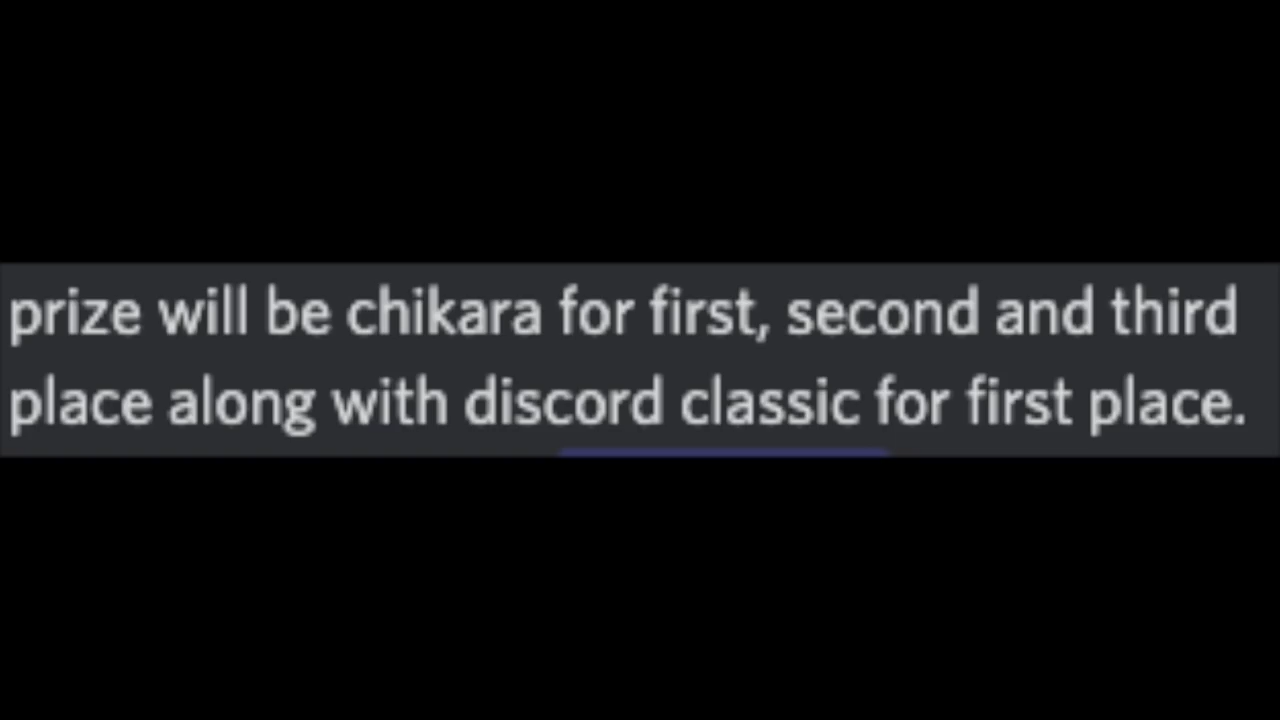 prize will be chikara for first, second and third
place along with discord classic for first place.